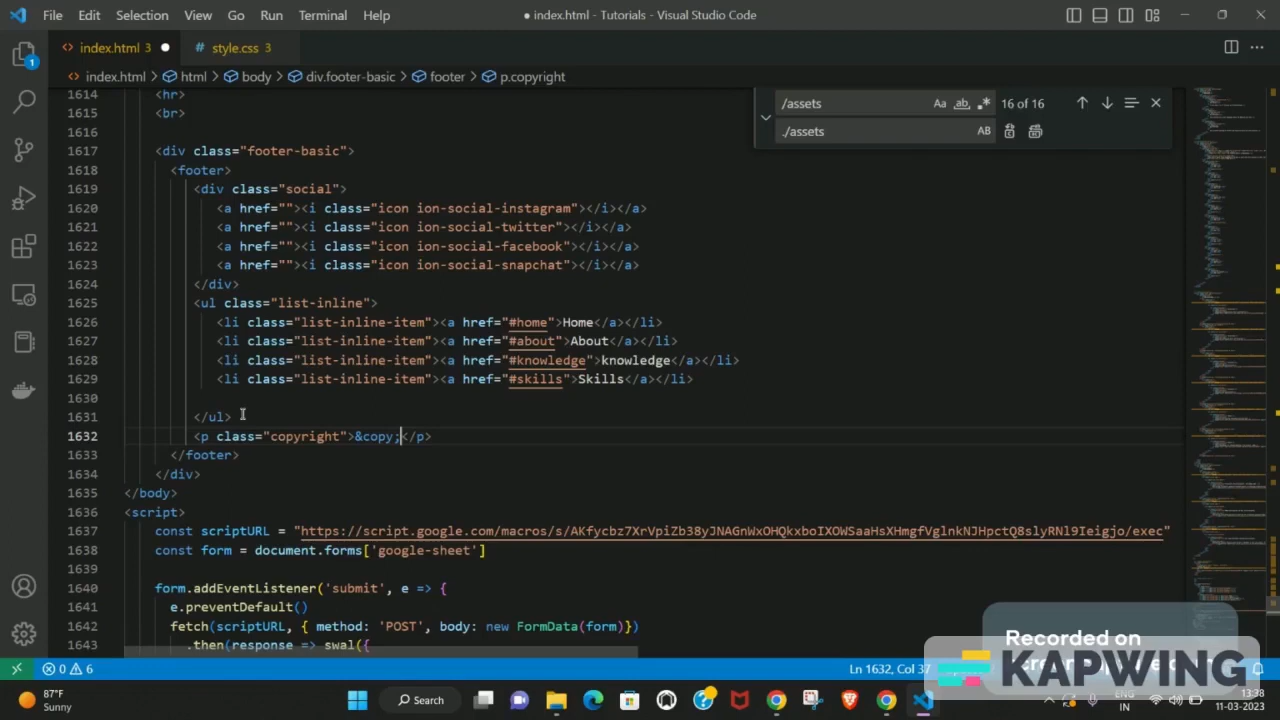 File Edit Selection View Go Run Terminal Help
● index.html - Tutorials - Visual Studio Code
index.html 3 ●
# style.css 3
index.html > html > body > div.footer-basic > footer > p.copyright
/assets Aa ab .* 16 of 16
./assets AB
1
1614 <hr>
1615 <br>
1616
1617 <div class="footer-basic">
1618 <footer>
1619 <div class="social">
1620 <a href=""><i class="icon ion-social-instagram"></i></a>
1621 <a href=""><i class="icon ion-social-twitter"></i></a>
1622 <a href=""><i class="icon ion-social-facebook"></i></a>
1623 <a href=""><i class="icon ion-social-snapchat"></i></a>
1624 </div>
1625 <ul class="list-inline">
1626 <li class="list-inline-item"><a href="#home">Home</a></li>
1627 <li class="list-inline-item"><a href="#about">About</a></li>
1628 <li class="list-inline-item"><a href="#knowledge">knowledge</a></li>
1629 <li class="list-inline-item"><a href="#skills">Skills</a></li>
1630
1631 </ul>
1632 <p class="copyright">&copy;</p>
1633 </footer>
1634 </div>
1635 </body>
1636 <script>
1637 const scriptURL = "https://script.google.com/macros/s/AKfycbz7XrVpiZb38yJNAGnWxOHQkxboIXOWSaaHsXHmgfVglnkNJHpctQ8slyRNl9Ieigjo/exec"
1638 const form = document.forms['google-sheet']
1639
1640 form.addEventListener('submit', e => {
1641 e.preventDefault()
1642 fetch(scriptURL, { method: 'POST', body: new FormData(form)})
1643 .then(response => swal({
Recorded on
KAPWING
0 6
Ln 1632, Col 37
87°F
Sunny
Search
ENG
IN
13:38
11-03-2023